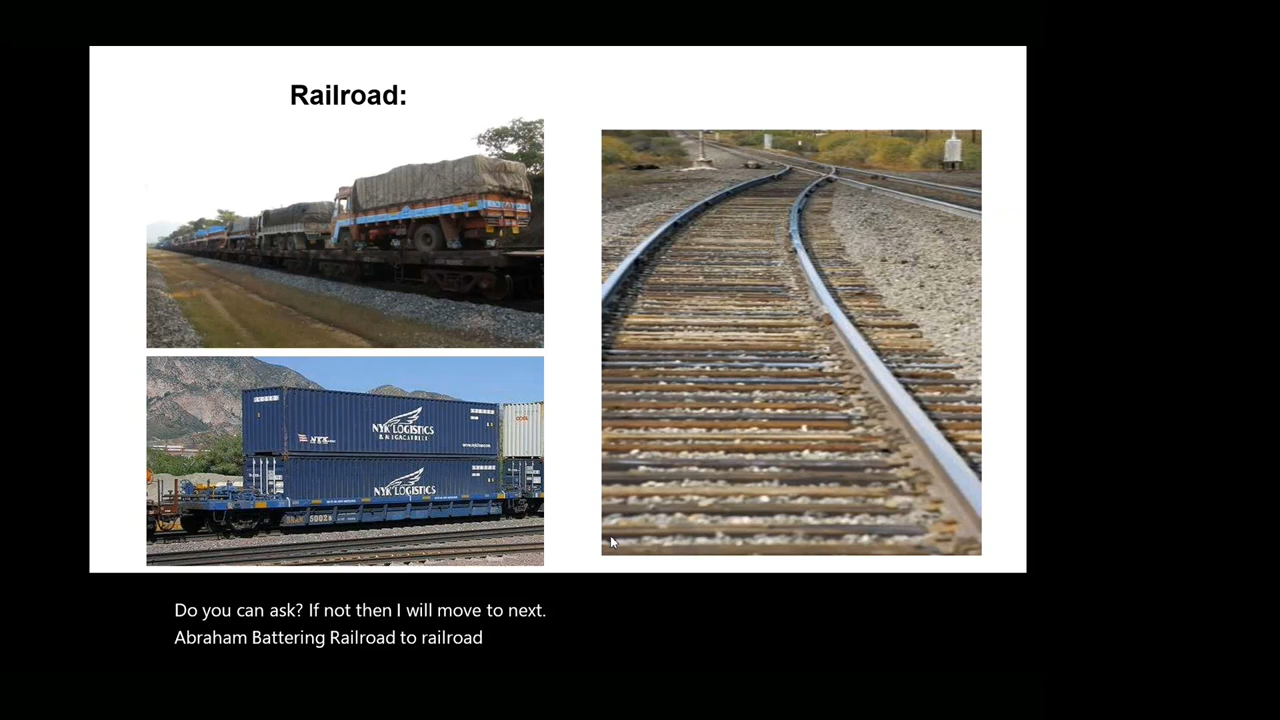 Railroad:
NYK LOGISTICS
NYK LOGISTICS
5002
Do you can ask? If not then I will move to next.
Abraham Battering Railroad to railroad